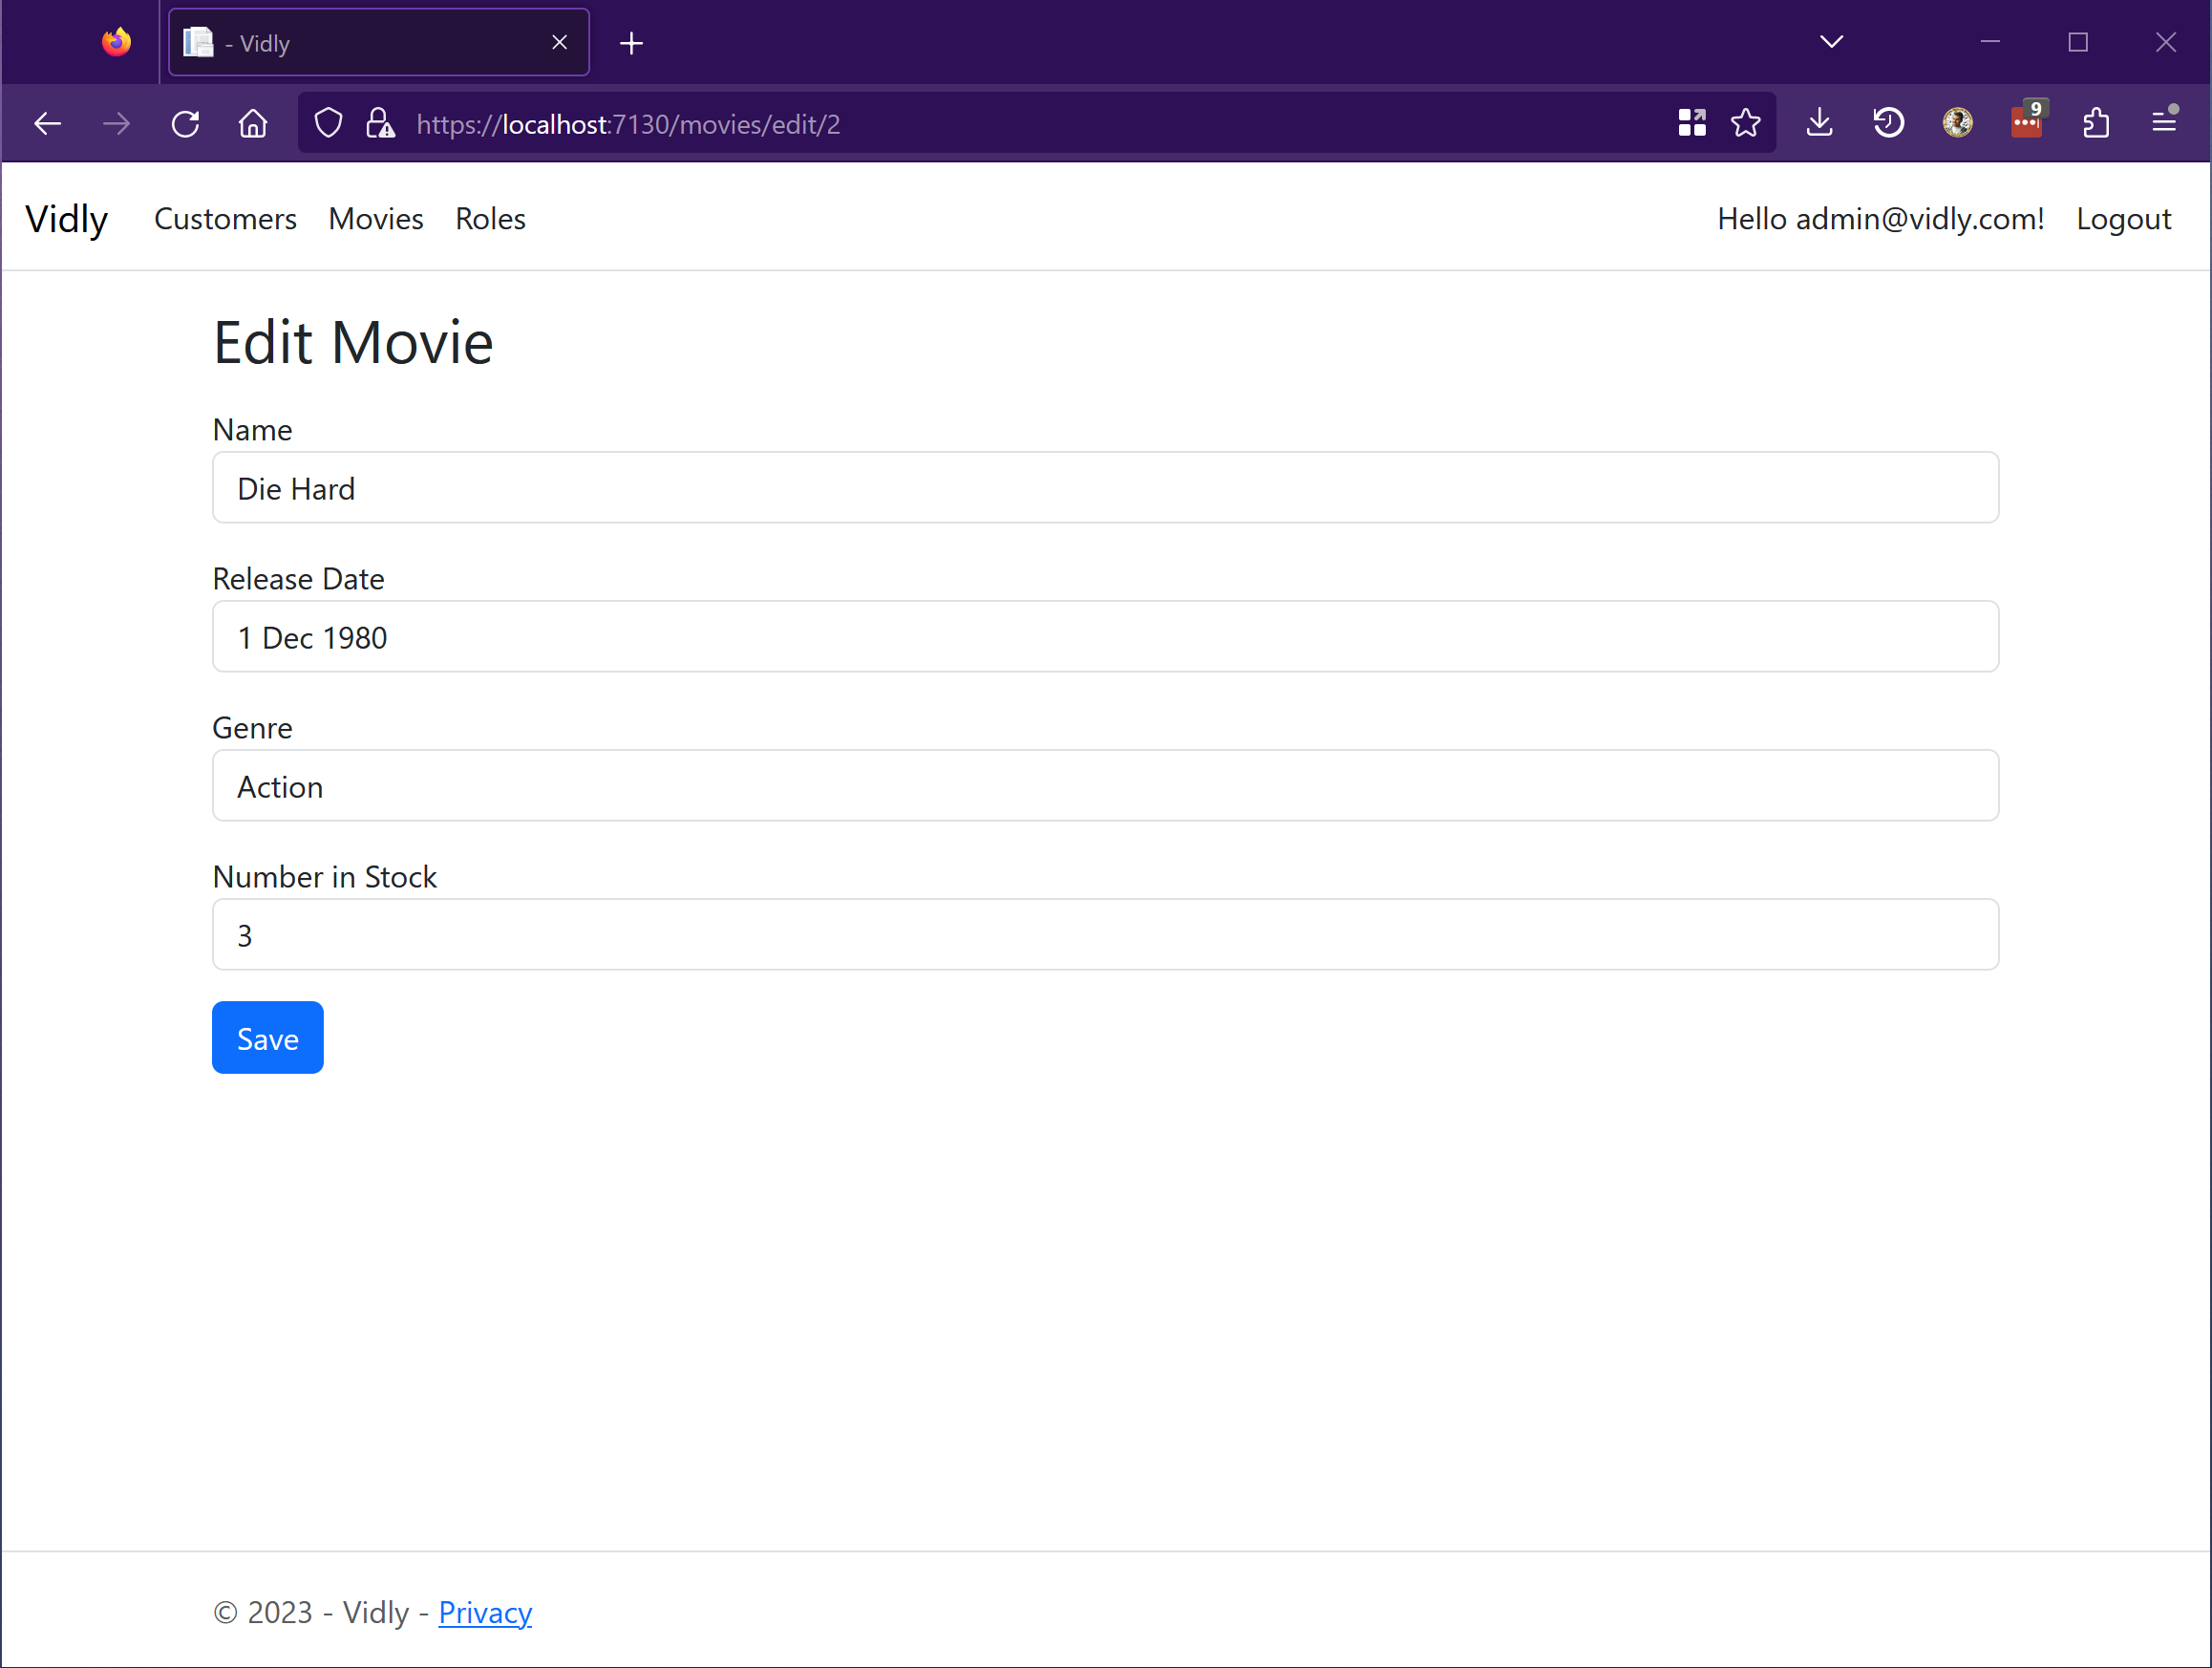 - Vidly
https://localhost:7130/movies/edit/2
9
Vidly Customers Movies Roles Hello admin@vidly.com! Logout
Edit Movie
Name
Die Hard
Release Date
1 Dec 1980
Genre
Action
Number in Stock
3
Save
© 2023 - Vidly - Privacy